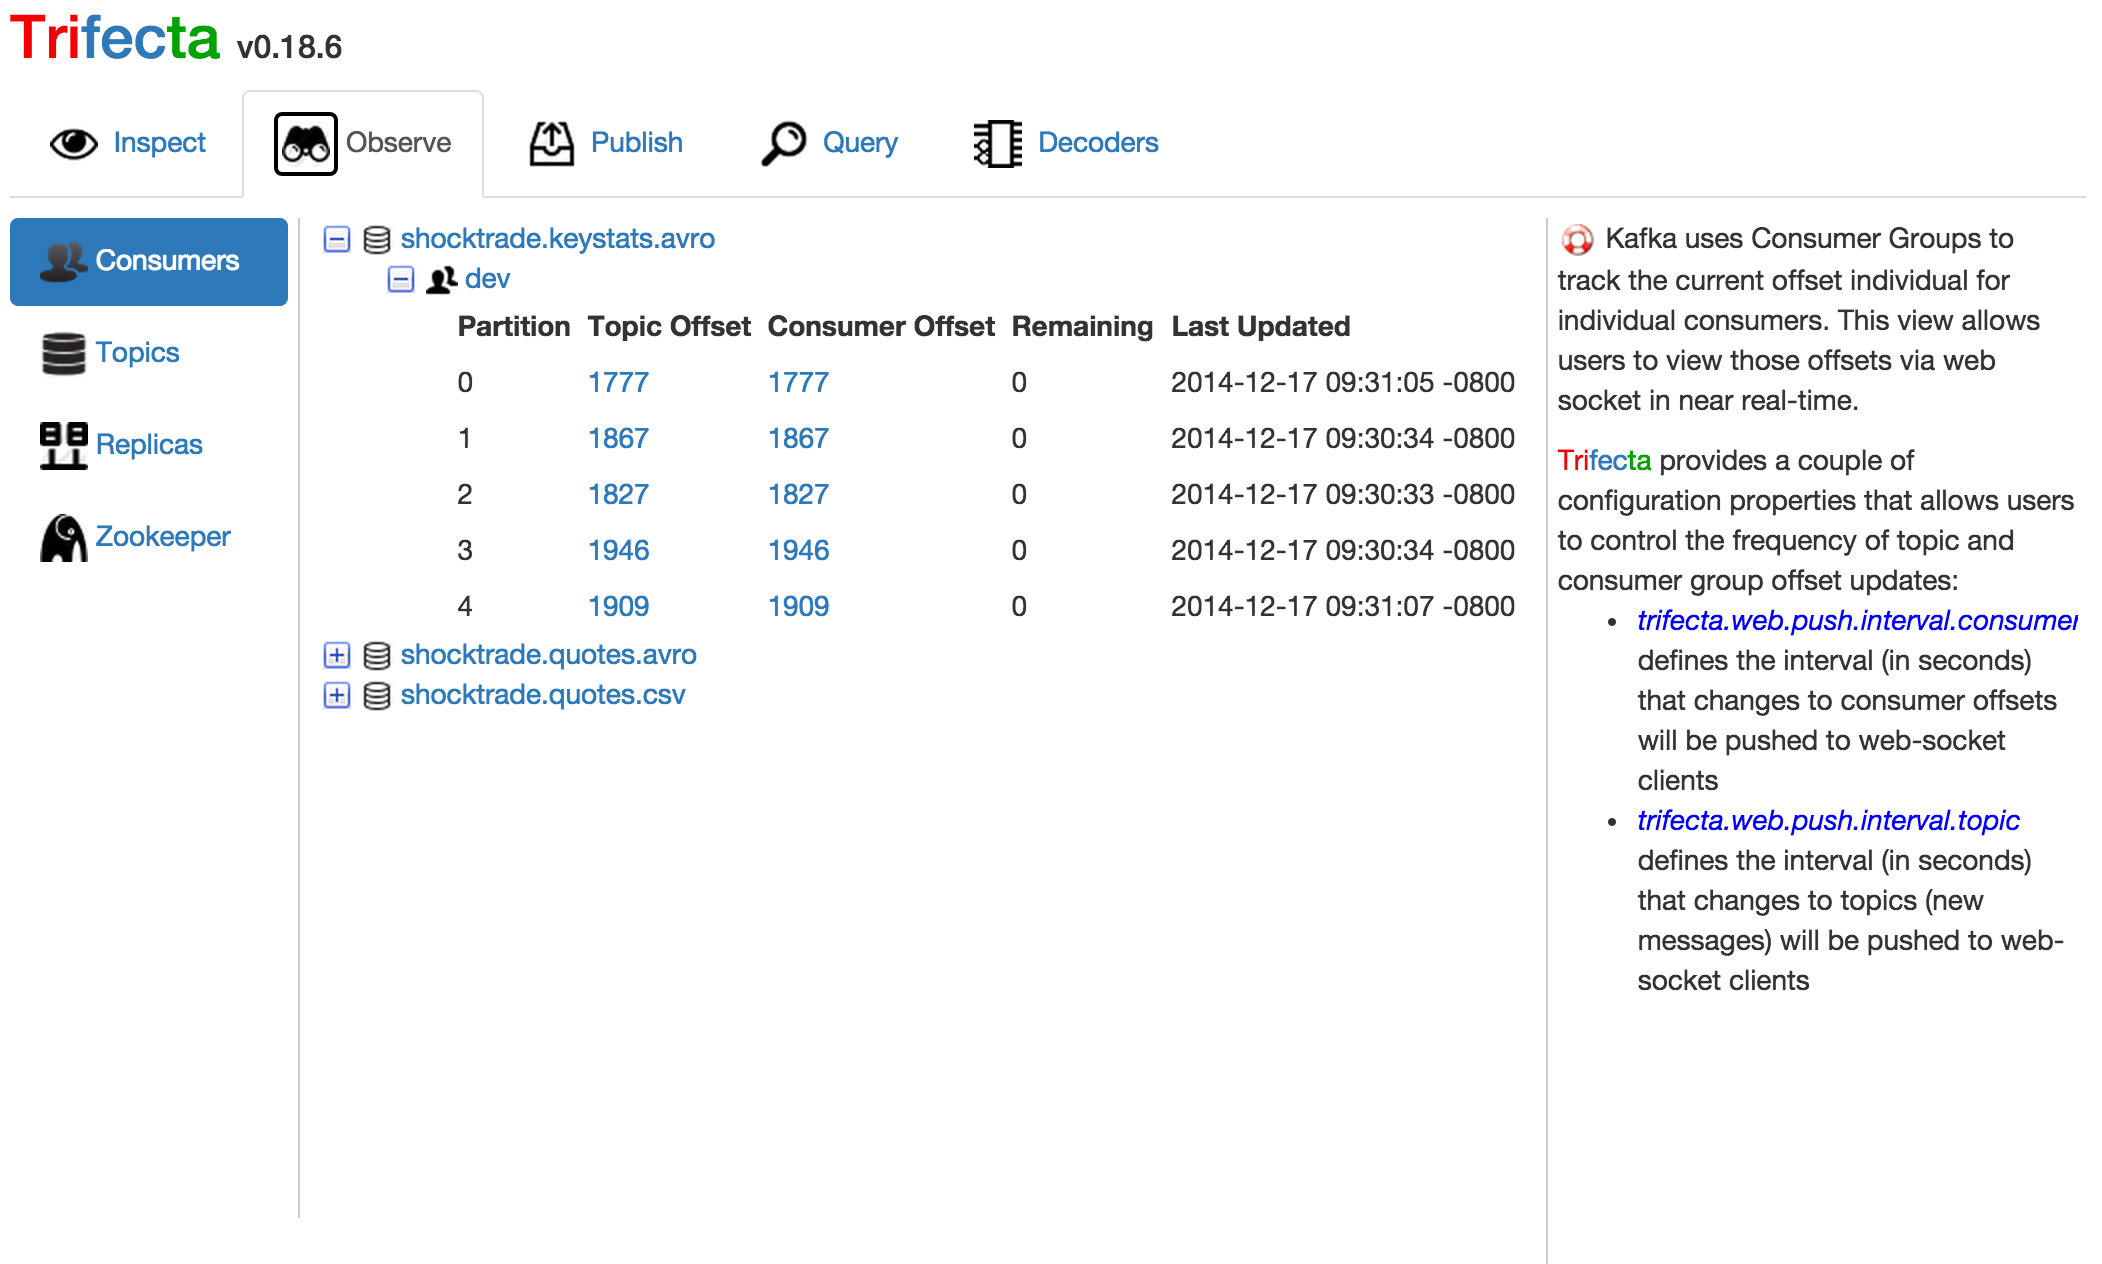 Trifecta v0.18.6
Inspect Observe Publish Query Decoders
Consumers
Topics
Replicas
Zookeeper
shocktrade.keystats.avro
dev
Partition Topic Offset Consumer Offset Remaining Last Updated
0 1777 1777 0 2014-12-17 09:31:05 -0800
1 1867 1867 0 2014-12-17 09:30:34 -0800
2 1827 1827 0 2014-12-17 09:30:33 -0800
3 1946 1946 0 2014-12-17 09:30:34 -0800
4 1909 1909 0 2014-12-17 09:31:07 -0800
shocktrade.quotes.avro
shocktrade.quotes.csv
Kafka uses Consumer Groups to
track the current offset individual for
individual consumers. This view allows
users to view those offsets via web
socket in near real-time.
Trifecta provides a couple of
configuration properties that allows users
to control the frequency of topic and
consumer group offset updates:
• trifecta.web.push.interval.consumer
defines the interval (in seconds)
that changes to consumer offsets
will be pushed to web-socket
clients
• trifecta.web.push.interval.topic
defines the interval (in seconds)
that changes to topics (new
messages) will be pushed to web-
socket clients